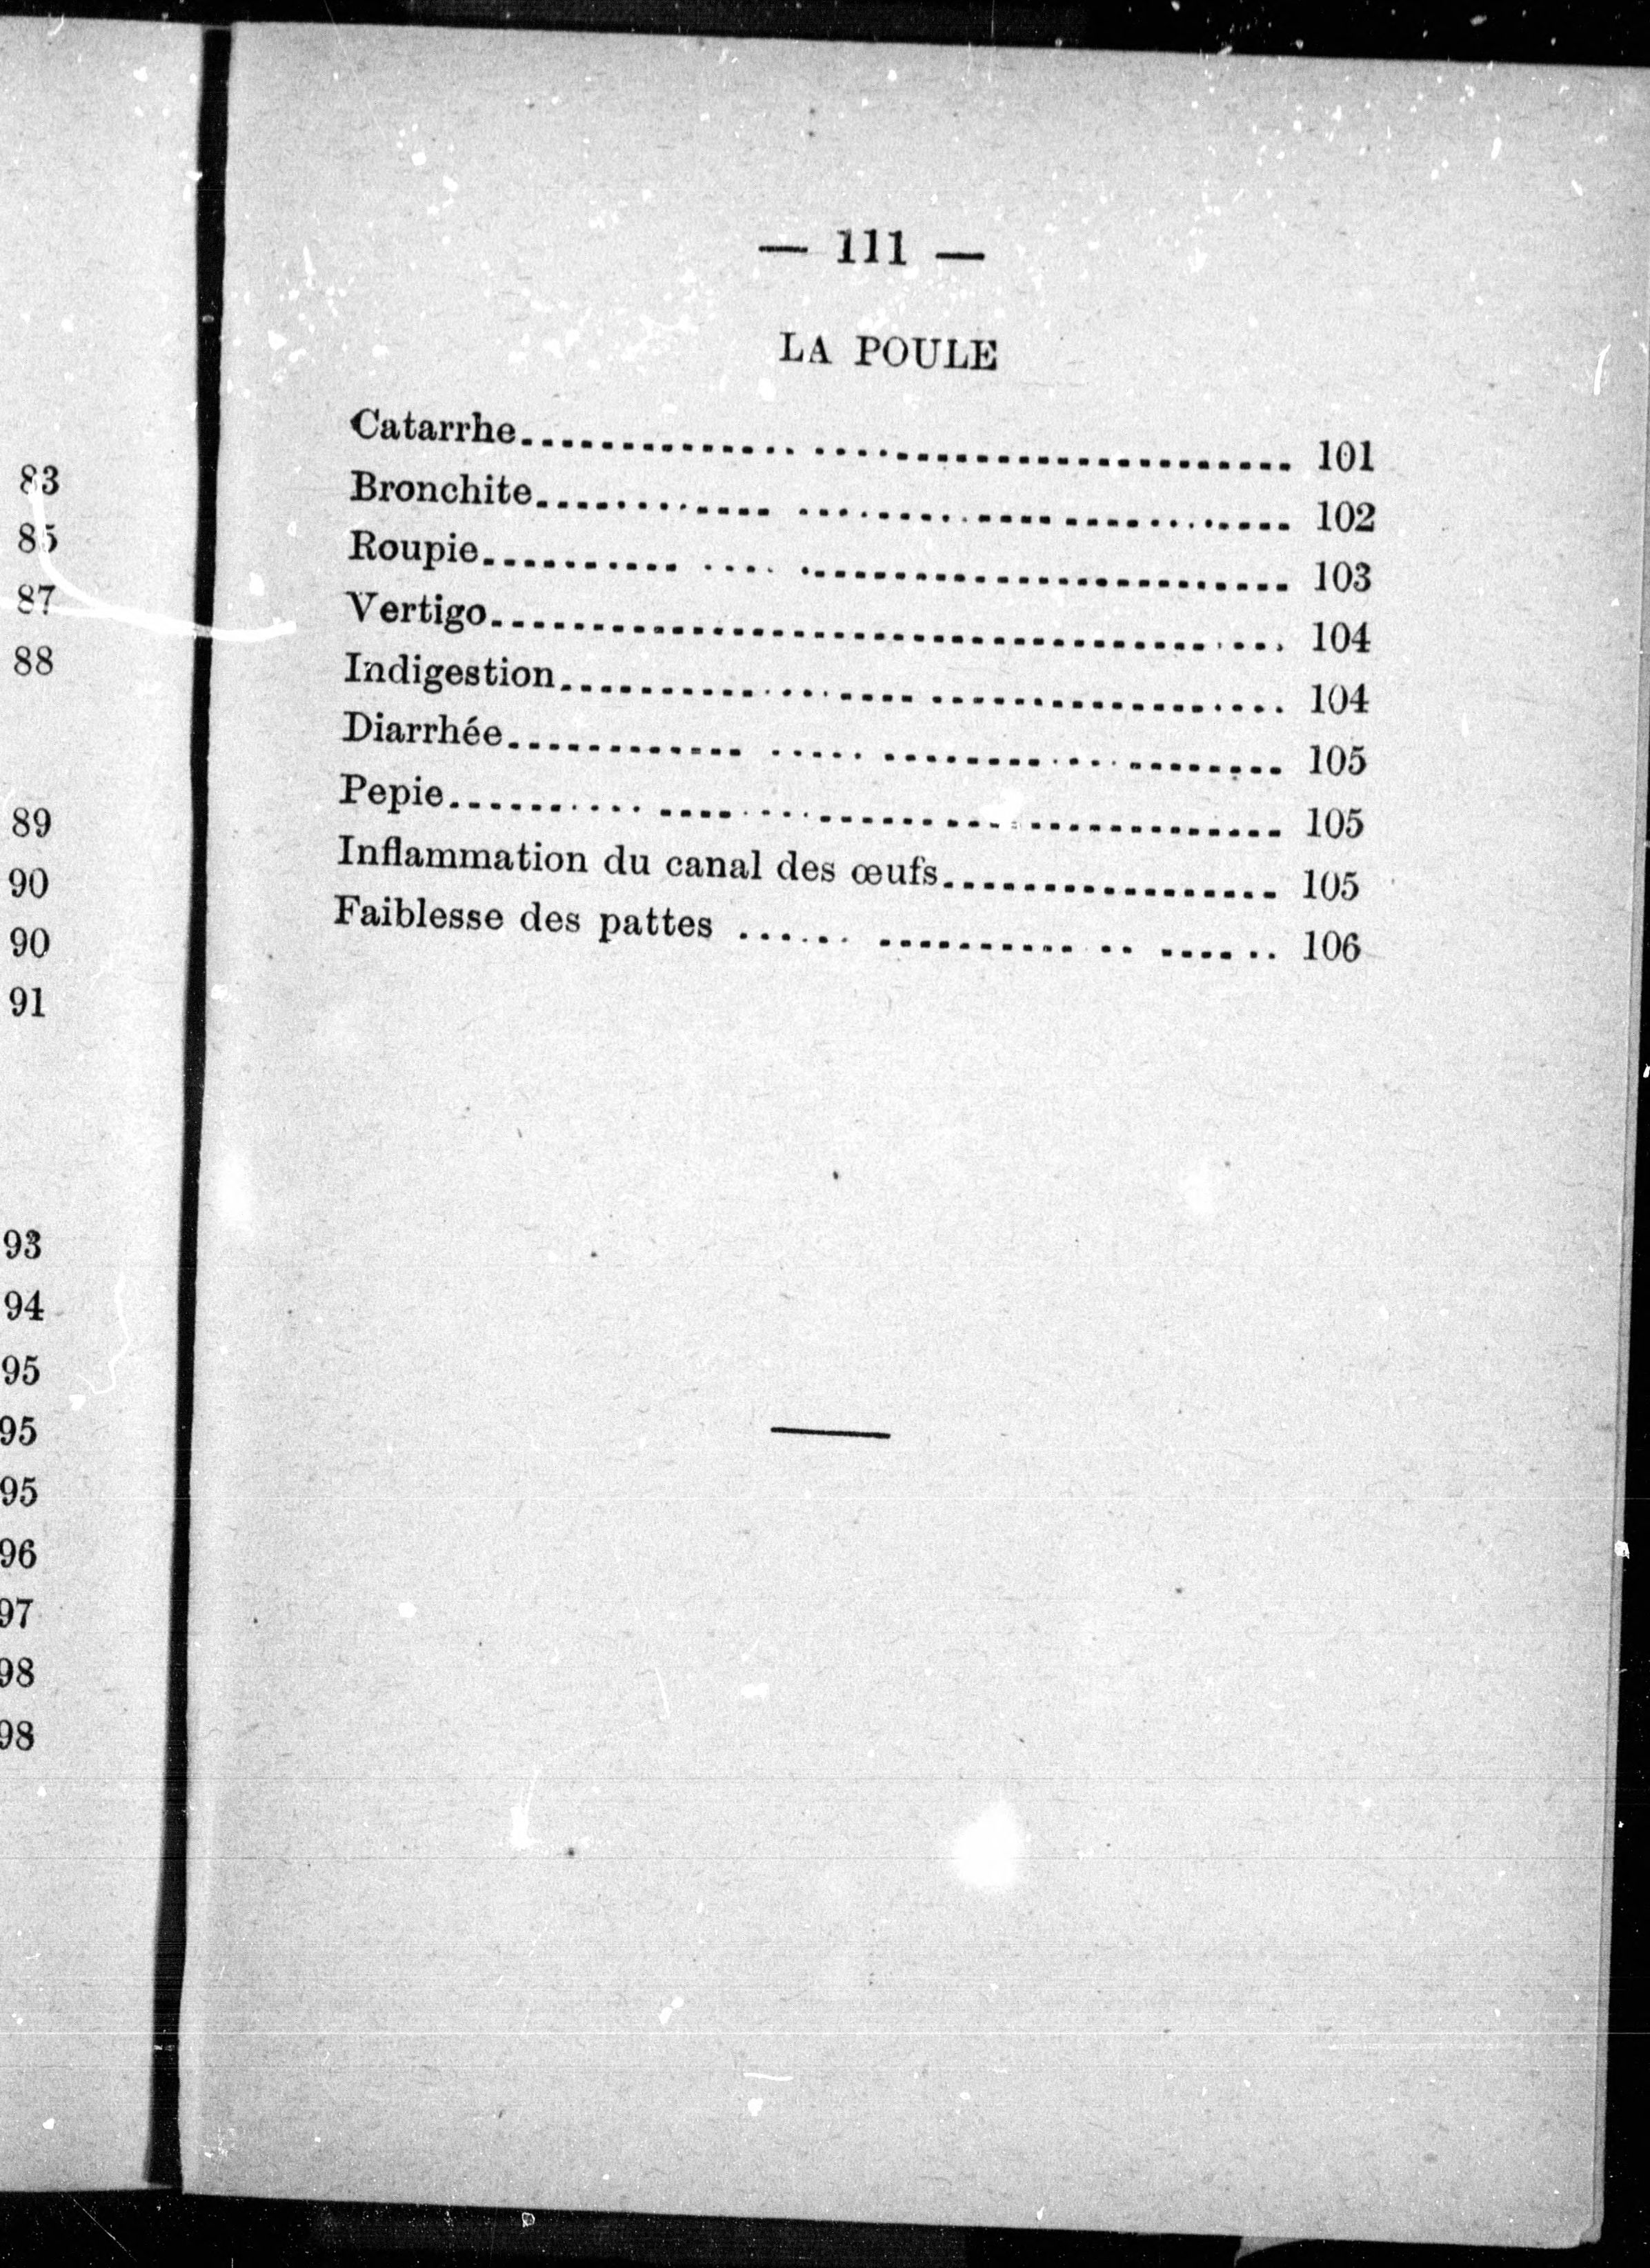 83
85
87
88
89
90
90
91
93
94
95
95
95
96
97
98
98
— 111 —
LA POULE
Catarrhe........................................ 101
Bronchite........................................ 102
Roupie........................................ 103
Vertigo........................................ 104
Indigestion........................................ 104
Diarrhée........................................ 105
Pepie........................................ 105
Inflammation du canal des œufs................. 105
Faiblesse des pattes ........................ 106